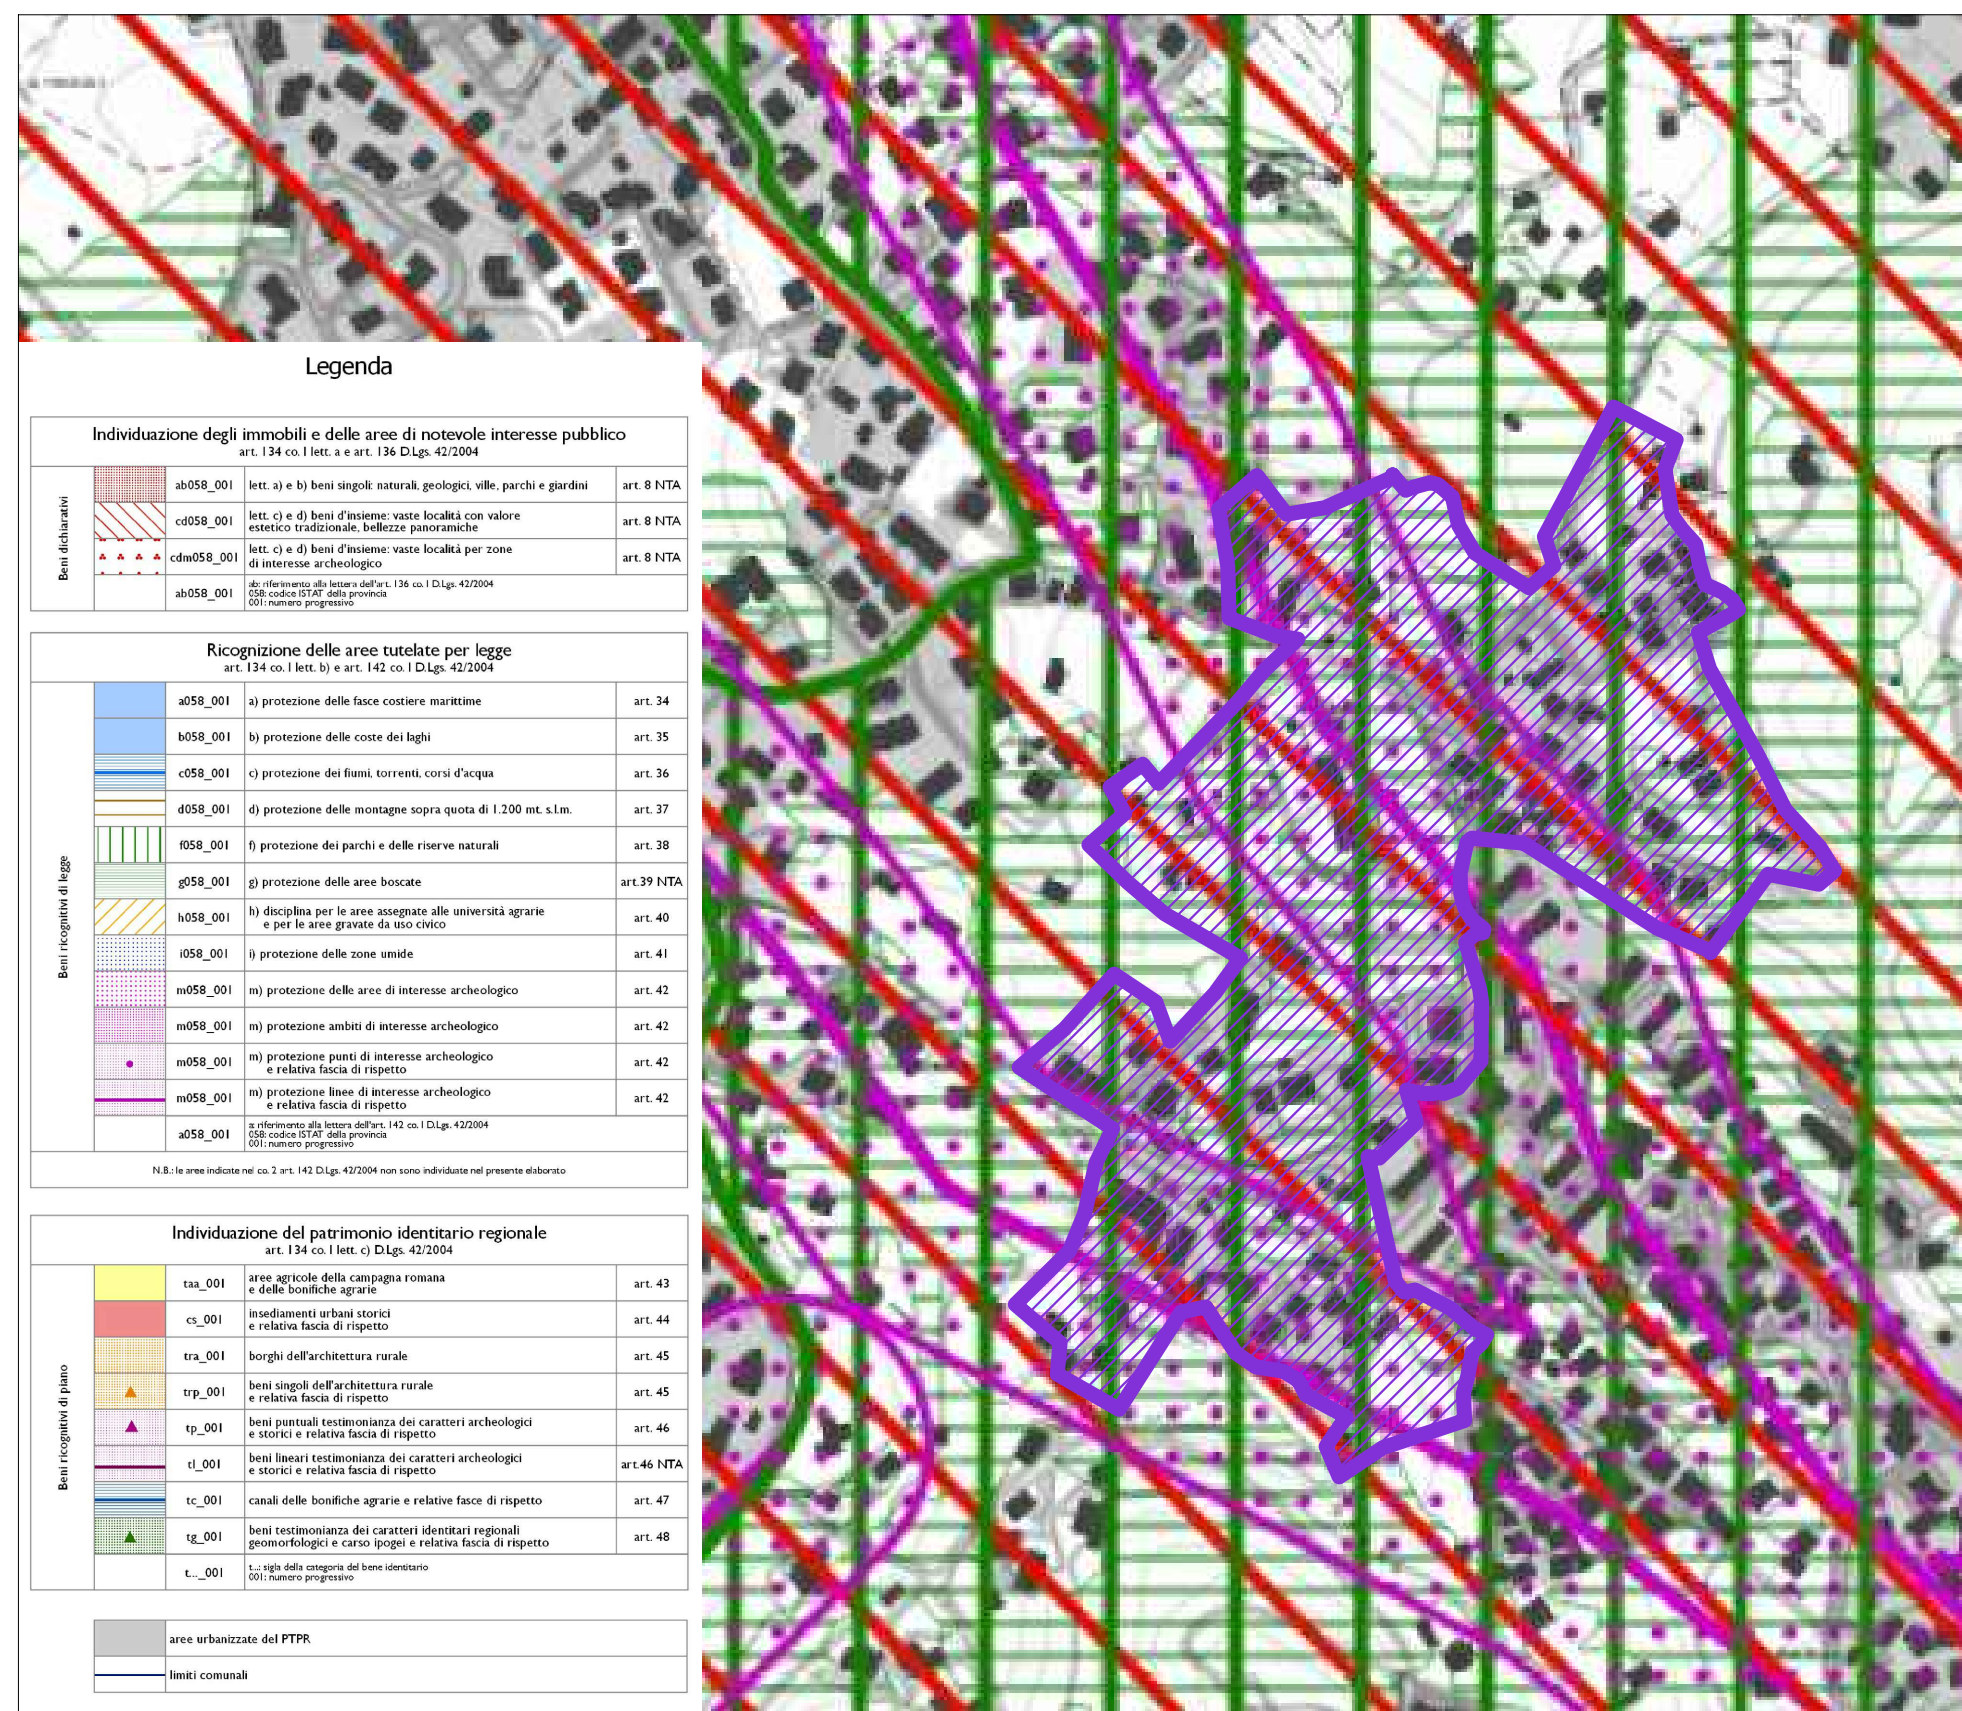 Legenda
Individuazione degli immobili e delle aree di notevole interesse pubblico
art. 134 co. 1 lett. a e art. 136 D.Lgs. 42/2004
Beni dichiarativi
ab058_001 lett. a) e b) beni singoli: naturali, geologici, ville, parchi e giardini art. 8 NTA
cd058_001 lett. c) e d) beni d'insieme: vaste località con valore
estetico tradizionale, bellezze panoramiche art. 8 NTA
cdm058_001 lett. c) e d) beni d'insieme: vaste località per zone
di interesse archeologico art. 8 NTA
ab058_001 ab: riferimento alla lettera dell'art. 136 co. 1 D.Lgs. 42/2004
058: codice ISTAT della provincia
001: numero progressivo
Ricognizione delle aree tutelate per legge
art. 134 co. 1 lett. b) e art. 142 co. 1 D.Lgs. 42/2004
Beni ricognitivi di legge
a058_001 a) protezione delle fasce costiere marittime art. 34
b058_001 b) protezione delle coste dei laghi art. 35
c058_001 c) protezione dei fiumi, torrenti, corsi d'acqua art. 36
d058_001 d) protezione delle montagne sopra quota di 1.200 mt. s.l.m. art. 37
f058_001 f) protezione dei parchi e delle riserve naturali art. 38
g058_001 g) protezione delle aree boscate art.39 NTA
h058_001 h) disciplina per le aree assegnate alle università agrarie
e per le aree gravate da uso civico art. 40
i058_001 i) protezione delle zone umide art. 41
m058_001 m) protezione delle aree di interesse archeologico art. 42
m058_001 m) protezione ambiti di interesse archeologico art. 42
m058_001 m) protezione punti di interesse archeologico
e relativa fascia di rispetto art. 42
m058_001 m) protezione linee di interesse archeologico
e relativa fascia di rispetto art. 42
a058_001 a: riferimento alla lettera dell'art. 142 co. 1 D.Lgs. 42/2004
058: codice ISTAT della provincia
001: numero progressivo
N.B.: le aree indicate nel co. 2 art. 142 D.Lgs. 42/2004 non sono individuate nel presente elaborato
Individuazione del patrimonio identitario regionale
art. 134 co. 1 lett. c) D.Lgs. 42/2004
Beni ricognitivi di piano
taa_001 aree agricole della campagna romana
e delle bonifiche agrarie art. 43
cs_001 insediamenti urbani storici
e relativa fascia di rispetto art. 44
tra_001 borghi dell'architettura rurale art. 45
trp_001 beni singoli dell'architettura rurale
e relativa fascia di rispetto art. 45
tp_001 beni puntuali testimonianza dei caratteri archeologici
e storici e relativa fascia di rispetto art. 46
tl_001 beni lineari testimonianza dei caratteri archeologici
e storici e relativa fascia di rispetto art.46 NTA
tc_001 canali delle bonifiche agrarie e relative fasce di rispetto art. 47
tg_001 beni testimonianza dei caratteri identitari regionali
geomorfologici e carso ipogei e relativa fascia di rispetto art. 48
t..._001 t...: sigla della categoria del bene identitario
001: numero progressivo
aree urbanizzate del PTPR
limiti comunali